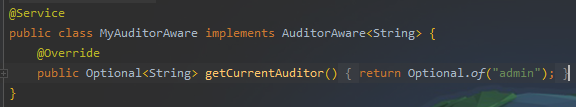 @Service
public class MyAuditorAware implements AuditorAware<String> {
@Override
public Optional<String> getCurrentAuditor() { return Optional.of("admin"); }
}